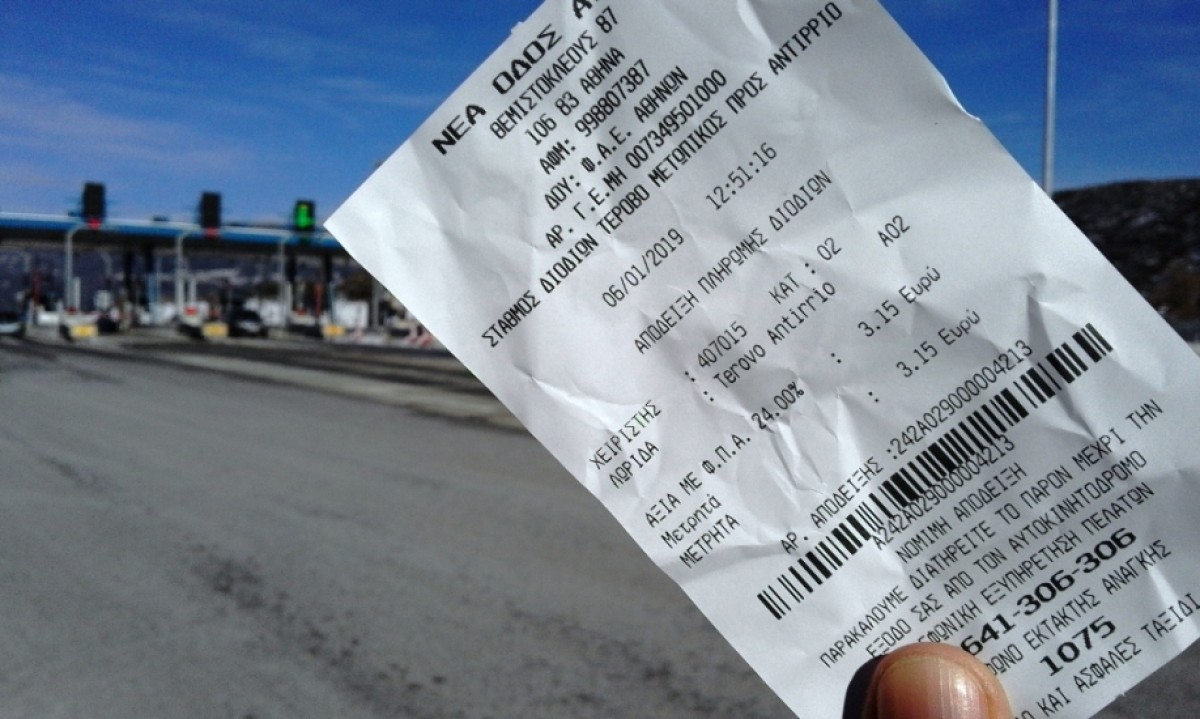 ΝΕΑ ΟΔΟΣ
ΘΕΜΙΣΤΟΚΛΕΟΥΣ 87
106 83 ΑΘΗΝΑ
ΑΦΜ: 998807387
ΔΟΥ: Φ.Α.Ε. ΑΘΗΝΩΝ
ΑΡ. Γ.Ε.ΜΗ 007349501000
ΣΤΑΘΜΟΣ ΔΙΟΔΙΩΝ ΤΕΡΟΒΟ ΜΕΤΩΠΙΚΟΣ ΠΡΟΣ ΑΝΤΙΡΡΙΟ
06/01/2019 12:51:16
ΑΠΟΔΕΙΞΗ ΠΛΗΡΩΜΗΣ ΔΙΟΔΙΩΝ
ΚΑΤ : 02
ΧΕΙΡΙΣΤΗΣ : 407015
ΛΩΡΙΔΑ : Terovo Antirrio A02
ΑΞΙΑ ΜΕ Φ.Π.Α. 24.00% : 3.15 Ευρώ
Μετρητά : 3.15 Ευρώ
ΜΕΤΡΗΤΑ
ΑΡ. ΑΠΟΔΕΙΞΗΣ :242A029000004213
A242A029000004213
ΝΟΜΙΜΗ ΑΠΟΔΕΙΞΗ
ΠΑΡΑΚΑΛΟΥΜΕ ΔΙΑΤΗΡΕΙΤΕ ΤΟ ΠΑΡΟΝ ΜΕΧΡΙ ΤΗΝ
ΕΞΟΔΟ ΣΑΣ ΑΠΟ ΤΟΝ ΑΥΤΟΚΙΝΗΤΟΔΡΟΜΟ
ΕΞΥΠΗΡΕΤΗΣΗ ΠΕΛΑΤΩΝ
641-306-306
ΕΚΤΑΚΤΗΣ ΑΝΑΓΚΗΣ
1075
ΚΑΙ ΑΣΦΑΛΕΣ ΤΑΞΙΔΙ